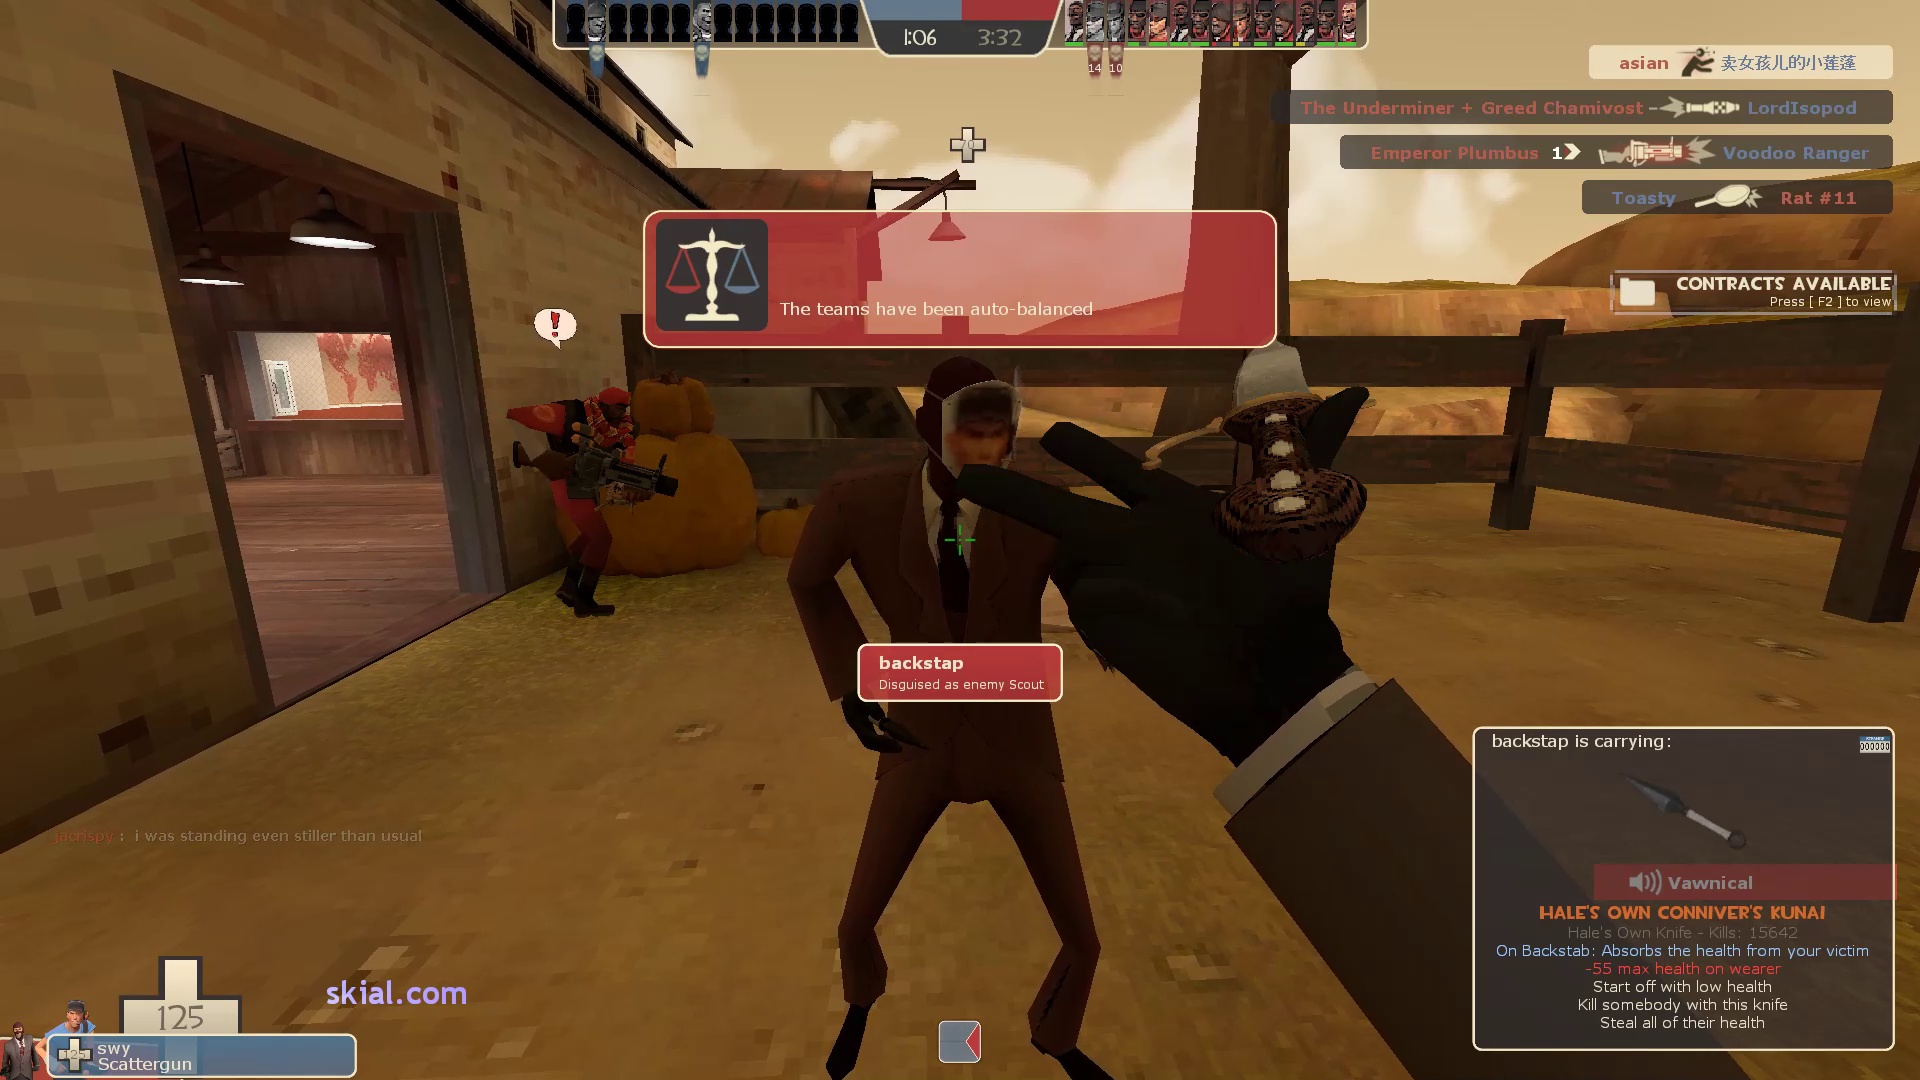 1:06
3:32
14
10
asian 卖女孩儿的小莲蓬
The Underminer + Greed Chamivost LordIsopod
Emperor Plumbus 1 Voodoo Ranger
Toasty Rat #11
CONTRACTS AVAILABLE
Press [ F2 ] to view
The teams have been auto-balanced
backstap
Disguised as enemy Scout
jacrispy : i was standing even stiller than usual
backstap is carrying:
STRANGE
000000
Vawnical
HALE'S OWN CONNIVER'S KUNAI
Hale's Own Knife - Kills: 15642
On Backstab: Absorbs the health from your victim
-55 max health on wearer
Start off with low health
Kill somebody with this knife
Steal all of their health
skial.com
125
125
swy
Scattergun